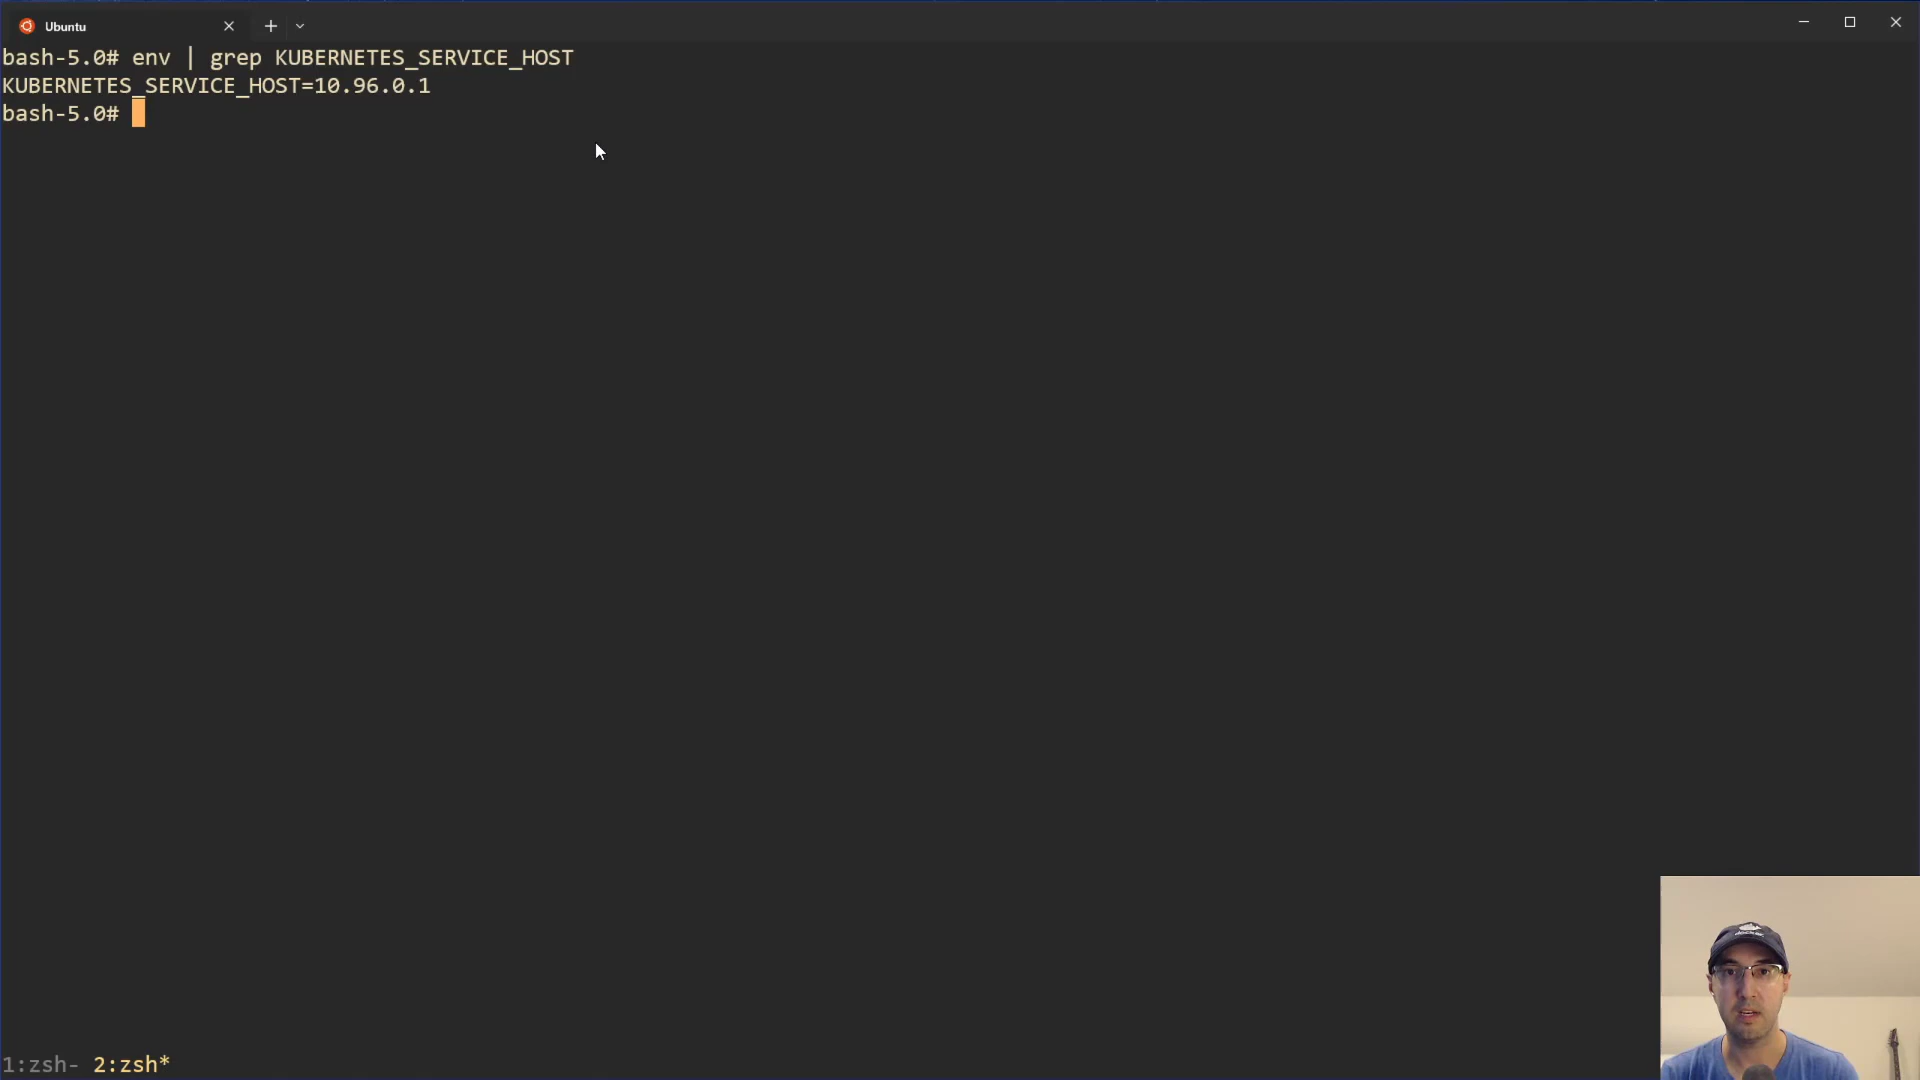 Ubuntu
bash-5.0# env | grep KUBERNETES_SERVICE_HOST
KUBERNETES_SERVICE_HOST=10.96.0.1
bash-5.0#
1:zsh- 2:zsh*